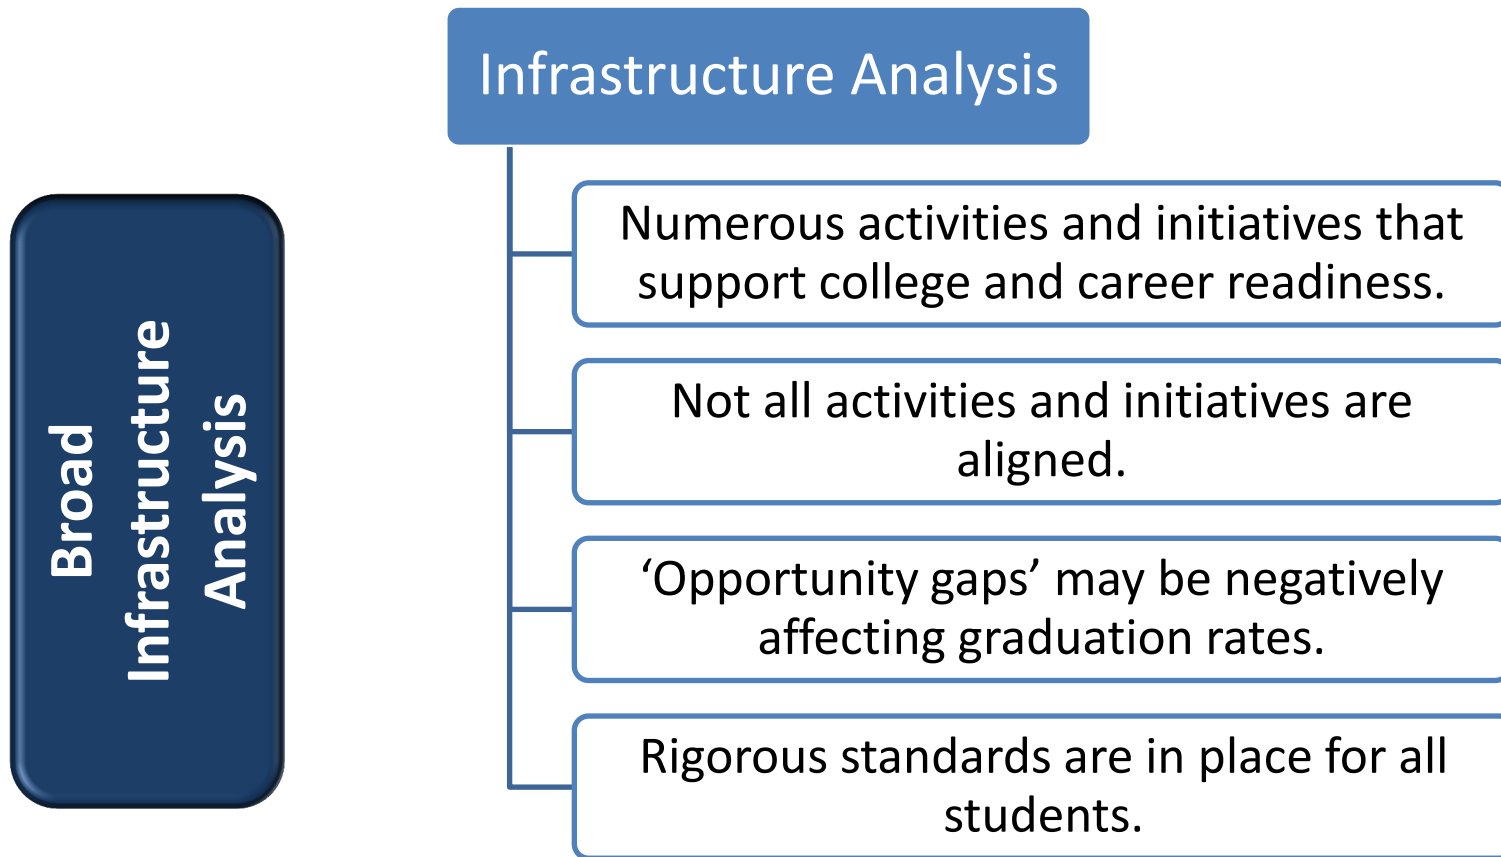 Infrastructure Analysis
Broad
Infrastructure
Analysis
Numerous activities and initiatives that
support college and career readiness.
Not all activities and initiatives are
aligned.
‘Opportunity gaps’ may be negatively
affecting graduation rates.
Rigorous standards are in place for all
students.